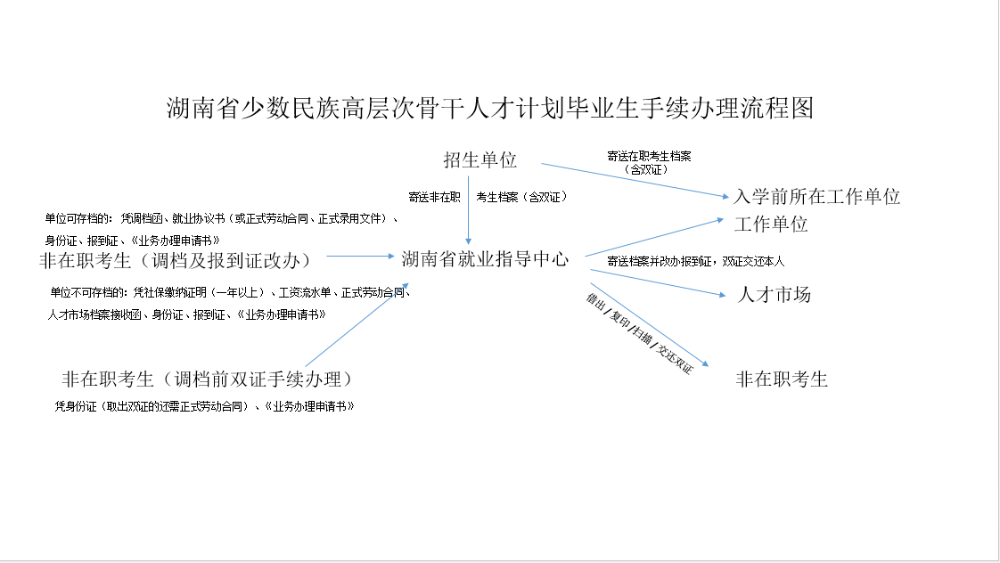 湖南省少数民族高层次骨干人才计划毕业生手续办理流程图
招生单位
寄送在职考生档案
（含双证）
寄送非在职 考生档案（含双证）
入学前所在工作单位
单位可存档的： 凭调档函、就业协议书（或正式劳动合同、正式录用文件）、
身份证、报到证、《业务办理申请书》
工作单位
非在职考生（调档及报到证改办）
湖南省就业指导中心
寄送档案并改办报到证，双证交还本人
单位不可存档的：凭社保缴纳证明（一年以上）、工资流水单、正式劳动合同、
人才市场档案接收函、身份证、报到证、《业务办理申请书》
人才市场
借出/复印/扫描/交还双证
非在职考生（调档前双证手续办理）
非在职考生
凭身份证（取出双证的还需正式劳动合同）、《业务办理申请书》